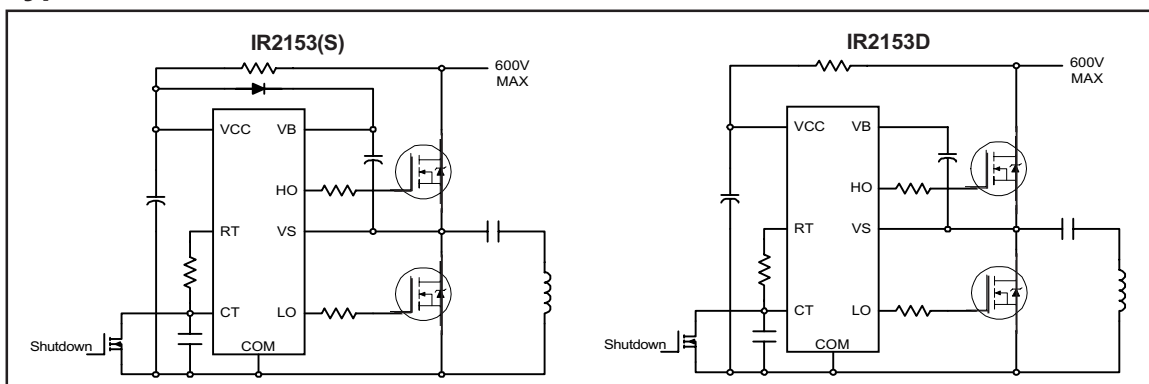 IR2153(S)
600V
MAX
VCC
VB
HO
RT
VS
CT
LO
COM
Shutdown
IR2153D
600V
MAX
VCC
VB
HO
RT
VS
CT
LO
COM
Shutdown